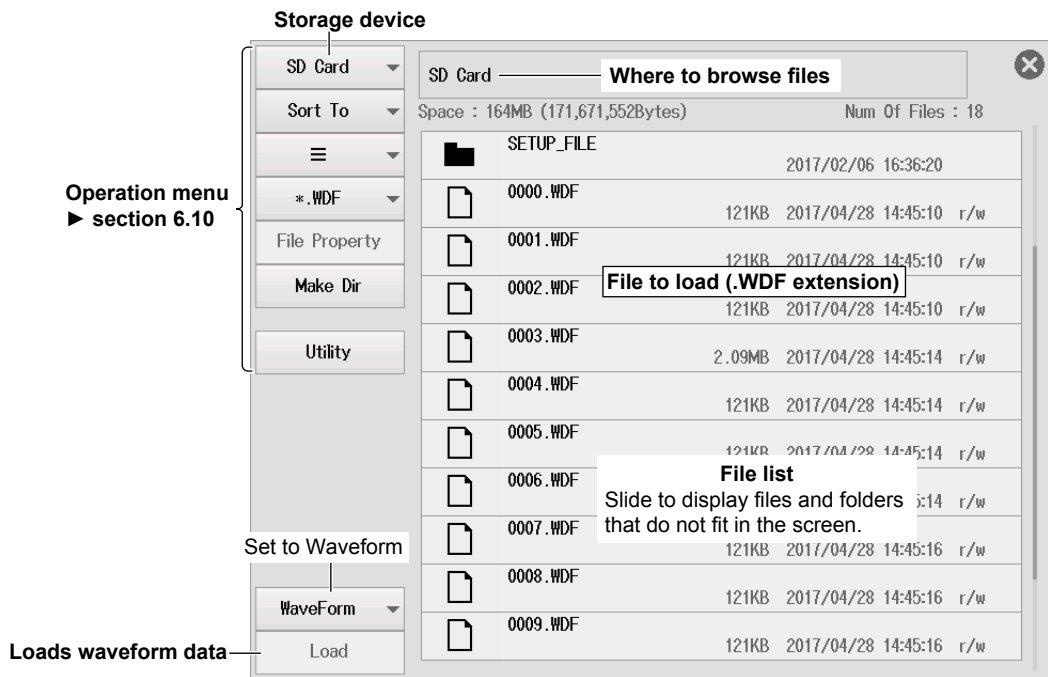 Storage device
SD Card
Sort To
☰
*.WDF
File Property
Make Dir
Utility
Operation menu
► section 6.10
Set to Waveform
WaveForm
Load
Loads waveform data
SD Card
Where to browse files
Space : 164MB (171,671,552Bytes) Num Of Files : 18
SETUP_FILE
2017/02/06 16:36:20
0000.WDF
121KB 2017/04/28 14:45:10 r/w
0001.WDF
121KB 2017/04/28 14:45:10 r/w
File to load (.WDF extension)
0002.WDF
121KB 2017/04/28 14:45:10 r/w
0003.WDF
2.09MB 2017/04/28 14:45:14 r/w
0004.WDF
121KB 2017/04/28 14:45:14 r/w
0005.WDF
121KB 2017/04/28 14:45:14 r/w
File list
Slide to display files and folders
that do not fit in the screen.
0006.WDF
5:14 r/w
0007.WDF
121KB 2017/04/28 14:45:16 r/w
0008.WDF
121KB 2017/04/28 14:45:16 r/w
0009.WDF
121KB 2017/04/28 14:45:16 r/w